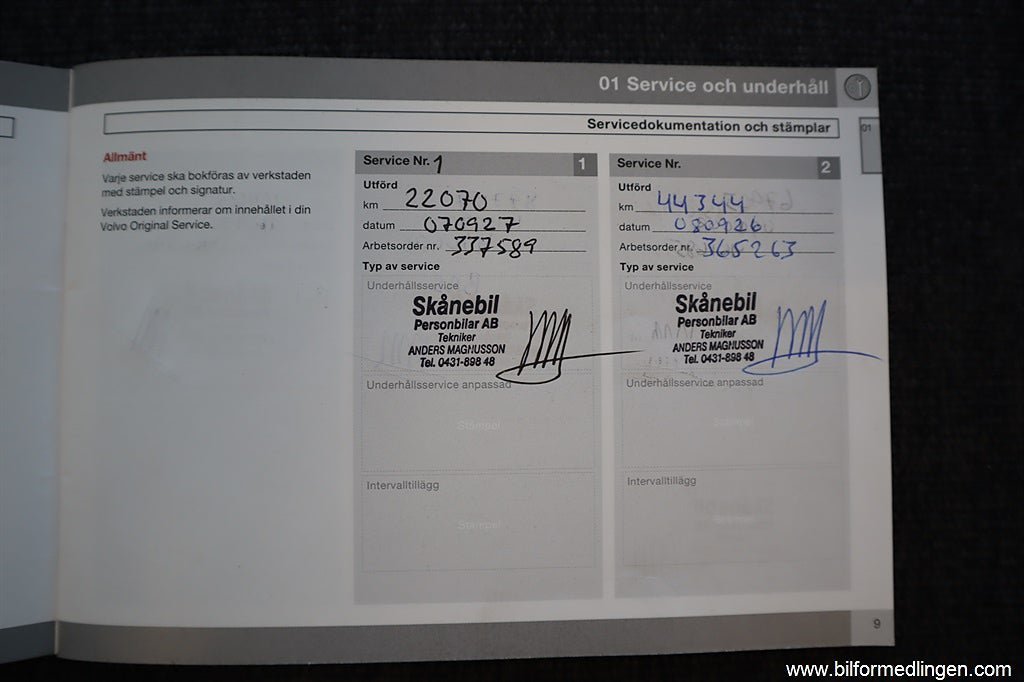 01 Service och underhåll
Servicedokumentation och stämplar
01
Allmänt
Varje service ska bokföras av verkstaden
med stämpel och signatur.
Verkstaden informerar om innehållet i din
Volvo Original Service.
Service Nr. 1 1
Utförd
km 22070
datum 070927
Arbetsorder nr. 337589
Typ av service
Underhållsservice
Skånebil
Personbilar AB
Tekniker
ANDERS MAGNUSSON
Tel. 0431-898 48
Underhållsservice anpassad
Stämpel
Intervalltillägg
Stämpel
Service Nr. 2
Utförd
km 44344
datum 080926
Arbetsorder nr. 365263
Typ av service
Underhållsservice
Skånebil
Personbilar AB
Tekniker
ANDERS MAGNUSSON
Tel. 0431-898 48
Underhållsservice anpassad
Stämpel
Intervalltillägg
9
www.bilformedlingen.com